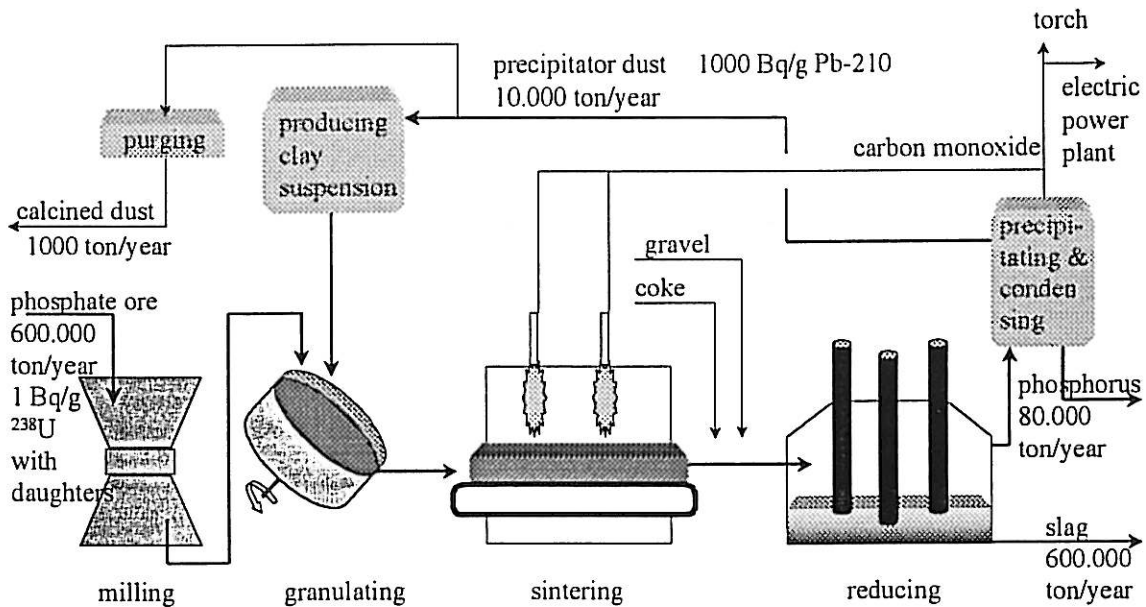 torch
electric
power
plant
precipitator dust 1000 Bq/g Pb-210
10.000 ton/year
carbon monoxide
purging
producing
clay
suspension
calcined dust
1000 ton/year
precipi-
tating &
conden
sing
gravel
coke
phosphate ore
600.000
ton/year
1 Bq/g
238U
with
daughters
phosphorus
80.000
ton/year
slag
600.000
ton/year
milling
granulating
sintering
reducing